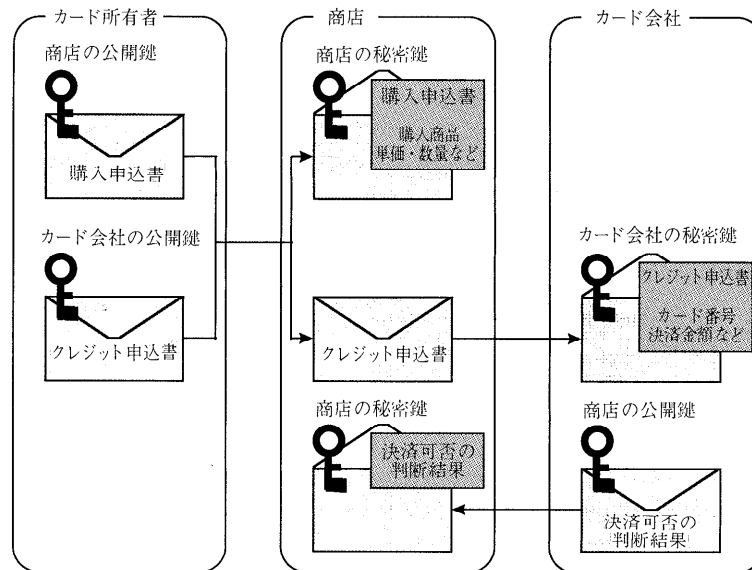 カード所有者
商店の公開鍵
購入申込書
カード会社の公開鍵
クレジット申込書
商店
商店の秘密鍵
購入申込書
購入商品
単価・数量など
クレジット申込書
商店の秘密鍵
決済可否の
判断結果
カード会社
カード会社の秘密鍵
クレジット申込書
カード番号
決済金額など
商店の公開鍵
決済可否の
判断結果